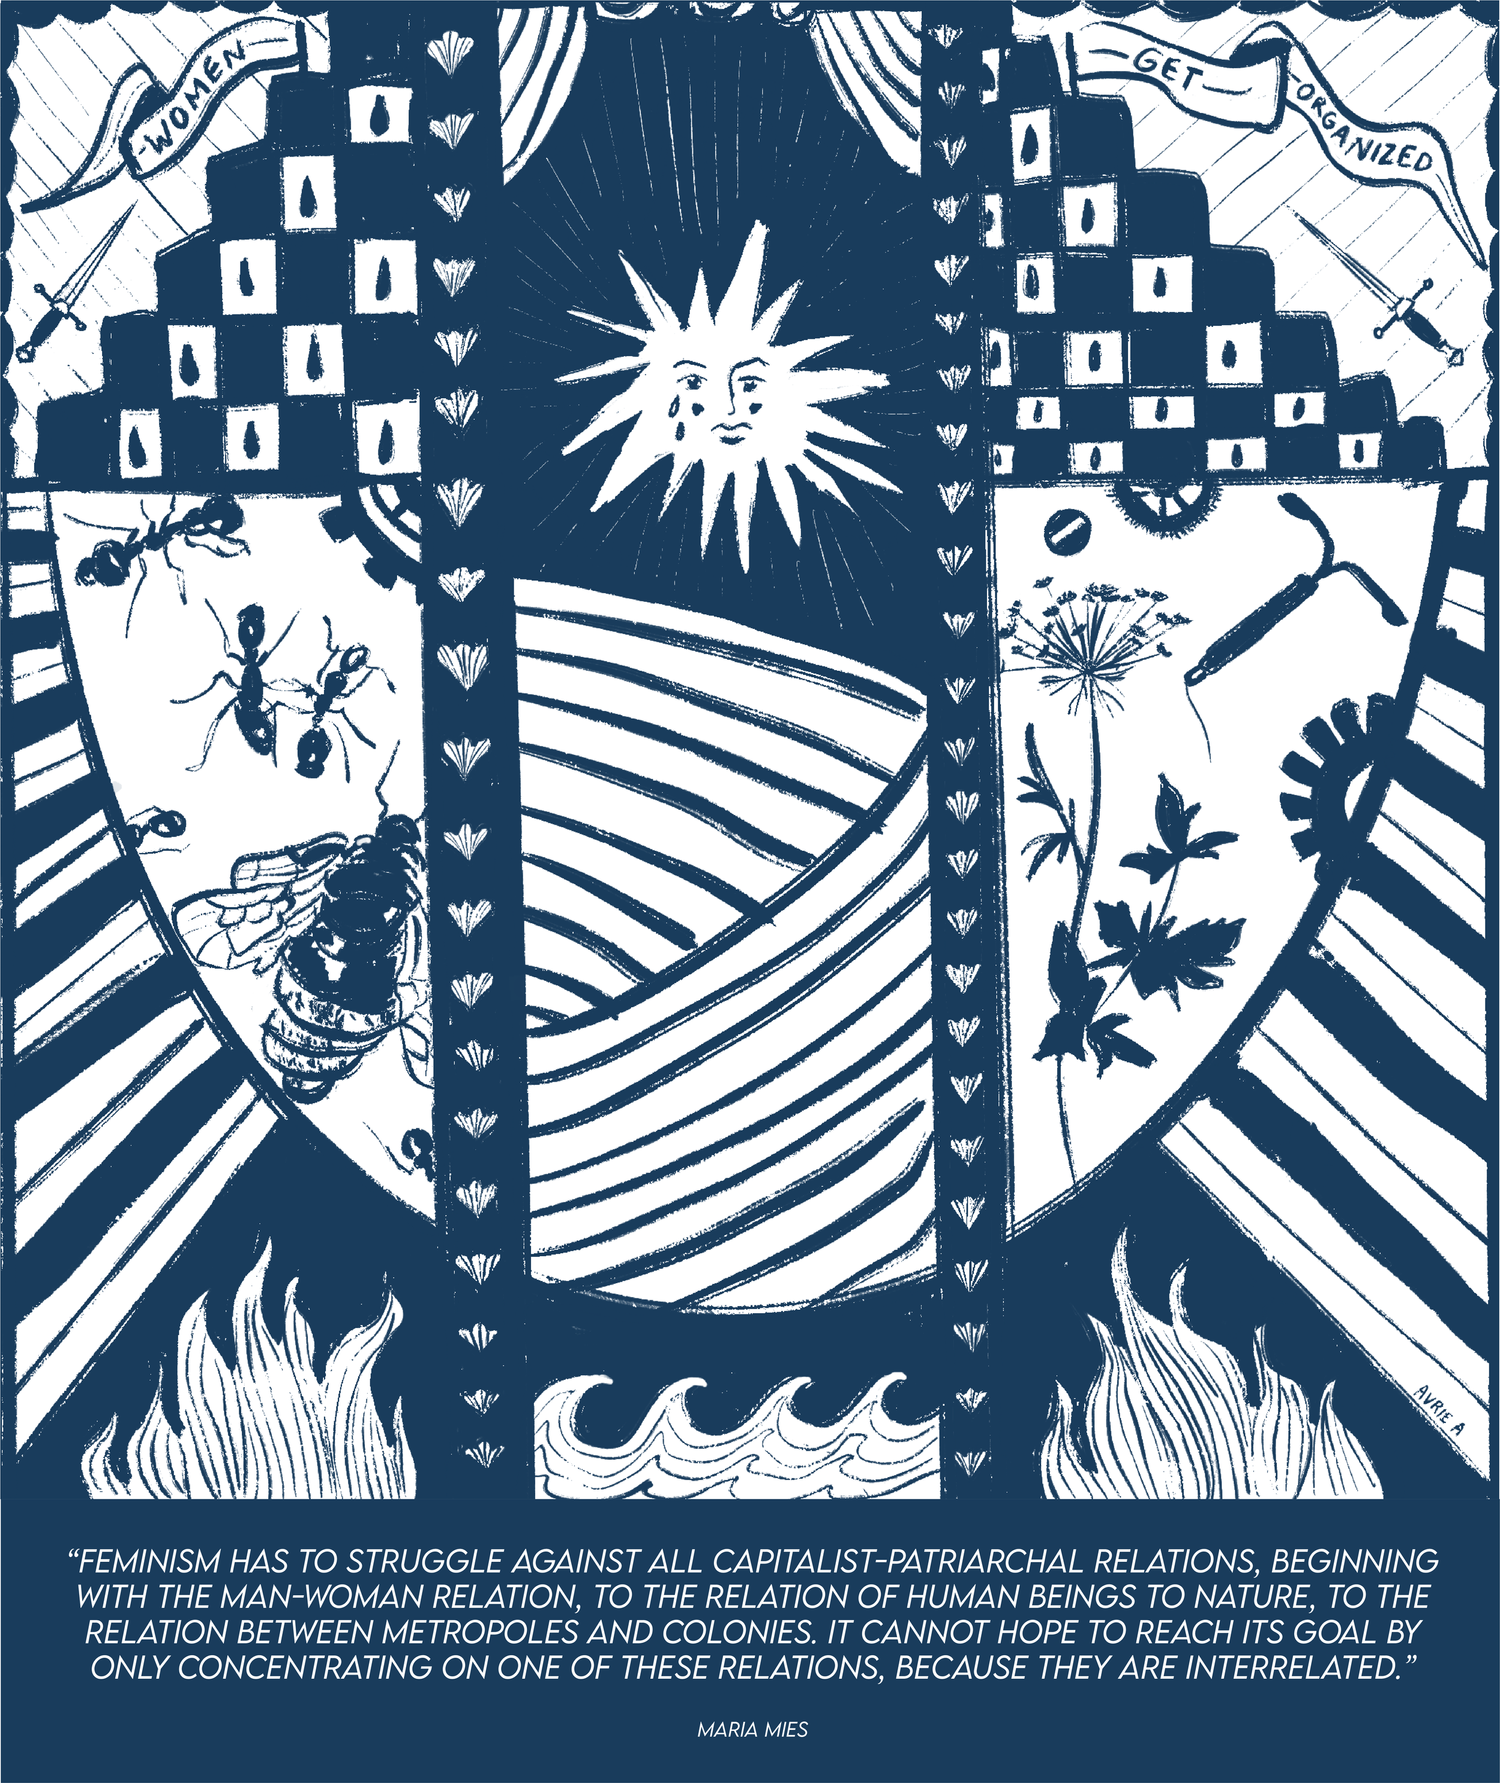 WOMEN
GET
ORGANIZED
AVRIE A
“FEMINISM HAS TO STRUGGLE AGAINST ALL CAPITALIST-PATRIARCHAL RELATIONS, BEGINNING
WITH THE MAN-WOMAN RELATION, TO THE RELATION OF HUMAN BEINGS TO NATURE, TO THE
RELATION BETWEEN METROPOLES AND COLONIES. IT CANNOT HOPE TO REACH ITS GOAL BY
ONLY CONCENTRATING ON ONE OF THESE RELATIONS, BECAUSE THEY ARE INTERRELATED.”
MARIA MIES